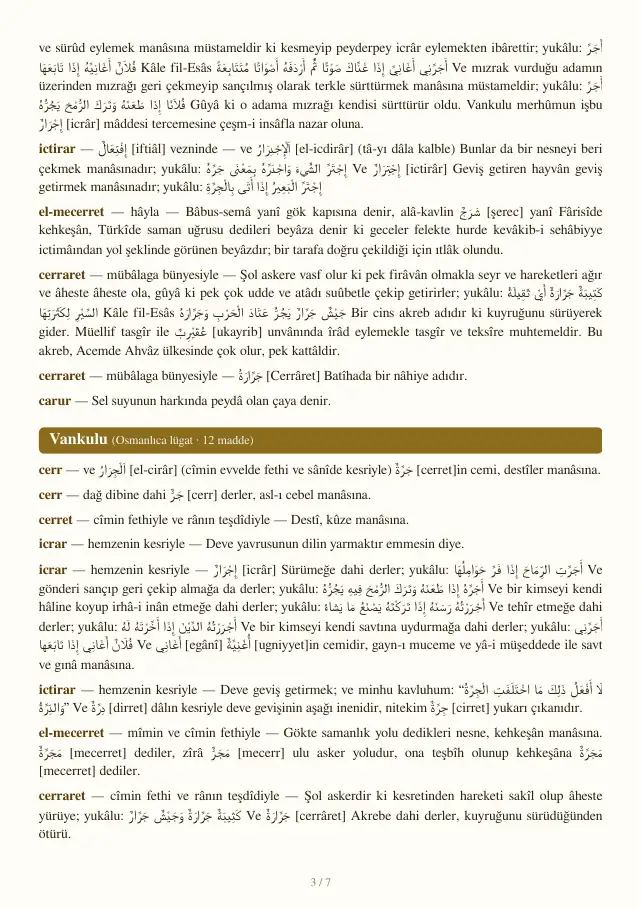 ve sürûd eylemek manâsına müstameldir ki kesmeyip peyderpey icrâr eylemekten ibârettir; yukâlu: أَجَرَّ
فُلَانٌ أَغَانِيْهِ إِذَا تَابَعَهَا Kâle fil-Esâs أَجَرَّنِي أَغَانِيَّ إِذَا غَنَّاكَ صَوْتًا ثُمَّ أَرْدَفَهُ أَصْوَاتًا مُتَتَابِعَةً Ve mızrak vurduğu adamın
üzerinden mızrağı geri çekmeyip sançılmış olarak terkle sürttürmek manâsına müstameldir; yukâlu: أَجَرَّ
فُلَانًا إِذَا طَعَنَهُ وَتَرَكَ الرُّمْحَ يَجُرُّهُ Gûyâ ki o adama mızrağı kendisi sürttürür oldu. Vankulu merhûmun işbu
إِجْرَارٌ [icrâr] mâddesi tercemesine çeşm-i insâfla nazar oluna.
ictirar — إِفْتِعَالٌ [iftiâl] vezninde — ve اَلْإِجْدِرَارُ [el-icdirâr] (tâ-yı dâla kalble) Bunlar da bir nesneyi beri
çekmek manâsınadır; yukâlu: إِجْتَرَّ الشَّيْءَ وَاجْدَرَّهُ بِمَعْنَى جَرَّهُ Ve إِجْتِرَارٌ [ictirâr] Geviş getiren hayvân geviş
getirmek manâsınadır; yukâlu: إِجْتَرَّ الْبَعِيرُ إِذَا أَتَى بِالْجِرَّةِ
el-mecerret — hâyla — Bâbus-semâ yanî gök kapısına denir, alâ-kavlin شَرَجٌ [şerec] yanî Fârisîde
kehkeşân, Türkîde saman uğrusu dedileri beyâza denir ki geceler felekte hurde kevâkib-i sehâbiyye
ictimâından yol şeklinde görünen beyâzdır; bir tarafa doğru çekildiği için ıtlâk olundu.
cerraret — mübâlaga bünyesiyle — Şol askere vasf olur ki pek firâvân olmakla seyr ve hareketleri ağır
ve âheste âheste ola, gûyâ ki pek çok udde ve atâdı suûbetle çekip getirirler; yukâlu: كَتِيبَةٌ جَرَّارَةٌ أَيْ ثَقِيلَةُ
السَّيْرِ لِكَثْرَتِهَا Kâle fil-Esâs جَيْشٌ جَرَّارٌ يَجُرُّ عَتَادَ الْحَرْبِ وَجَرَّارَةُ Bir cins akreb adıdır ki kuyruğunu sürüyerek
gider. Müellif tasgîr ile عُقَيْرِبٌ [ukayrib] unvânında îrâd eylemekle tasgîr ve teksîre muhtemeldir. Bu
akreb, Acemde Ahvâz ülkesinde çok olur, pek kattâldir.
cerraret — mübâlaga bünyesiyle — جَرَّارَةُ [Cerrâret] Batîhada bir nâhiye adıdır.
carur — Sel suyunun harkında peydâ olan çaya denir.
Vankulu (Osmanlıca lügat · 12 madde)
cerr — ve اَلْجِرَارُ [el-cirâr] (cîmin evvelde fethi ve sânîde kesriyle) جَرَّةٌ [cerret]in cemi, destîler manâsına.
cerr — dağ dibine dahi جَرٌّ [cerr] derler, asl-ı cebel manâsına.
cerret — cîmin fethiyle ve rânın teşdîdiyle — Destî, kûze manâsına.
icrar — hemzenin kesriyle — Deve yavrusunun dilin yarmaktır emmesin diye.
icrar — hemzenin kesriyle — إِجْرَارٌ [icrâr] Sürümeğe dahi derler; yukâlu: أَجَرَّتِ الرِّمَاحَ إِذَا فَرَّ حَوَامِلُهَا Ve
gönderi sançıp geri çekip almağa da derler; yukâlu: أَجَرَّهُ إِذَا طَعَنَهُ وَتَرَكَ الرُّمْحَ فِيهِ يَجُرُّهُ Ve bir kimseyi kendi
hâline koyup irhâ-i inân etmeğe dahi derler; yukâlu: أَجْرَرْتُهُ رَسَنَهُ إِذَا تَرَكْتَهُ يَصْنَعُ مَا يَشَاءُ Ve tehîr etmeğe dahi
derler; yukâlu: أَجْرَرْتُهُ الدَّيْنَ إِذَا أَخَّرْتَهُ لَهُ Ve bir kimseyi kendi savtına uydurmağa dahi derler; yukâlu: أَجَرَّنِي
فُلَانٌ أَغَانِي إِذَا تَابَعَها Ve أَغَانِي [egânî] أُغْنِيَّةٌ [ugniyyet]in cemidir, gayn-ı muceme ve yâ-i müşeddede ile savt
ve gınâ manâsına.
ictirar — hemzenin kesriyle — Deve geviş getirmek; ve minhu kavluhum: “لَا أَفْعَلُ ذَلِكَ مَا اخْتَلَفَتِ الْجِرَّةُ
وَالدِّرَّةُ” Ve دِرَّةٌ [dirret] dâlın kesriyle deve gevişinin aşağı inenidir, nitekim جِرَّةٌ [cirret] yukarı çıkanıdır.
el-mecerret — mîmin ve cîmin fethiyle — Gökte samanlık yolu dedikleri nesne, kehkeşân manâsına.
مَجَرَّةٌ [mecerret] dediler, zîrâ مَجَرٌّ [mecerr] ulu asker yoludur, ona teşbîh olunup kehkeşâna مَجَرَّةٌ
[mecerret] dediler.
cerraret — cîmin fethi ve rânın teşdîdiyle — Şol askerdir ki kesretinden hareketi sakîl olup âheste
yürüye; yukâlu: كَتِيبَةٌ جَرَّارَةٌ وَجَيْشٌ جَرَّارٌ Ve جَرَّارَةٌ [cerrâret] Akrebe dahi derler, kuyruğunu sürüdüğünden
ötürü.
3 / 7